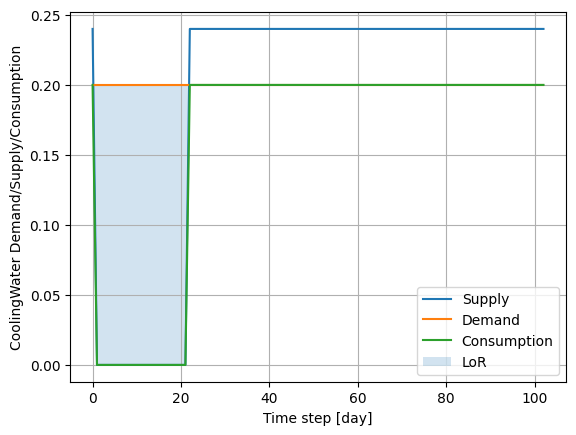 CoolingWater Demand/Supply/Consumption
0.25
0.20
0.15
0.10
0.05
0.00
0
20
40
60
80
100
Time step [day]
Supply
Demand
Consumption
LoR